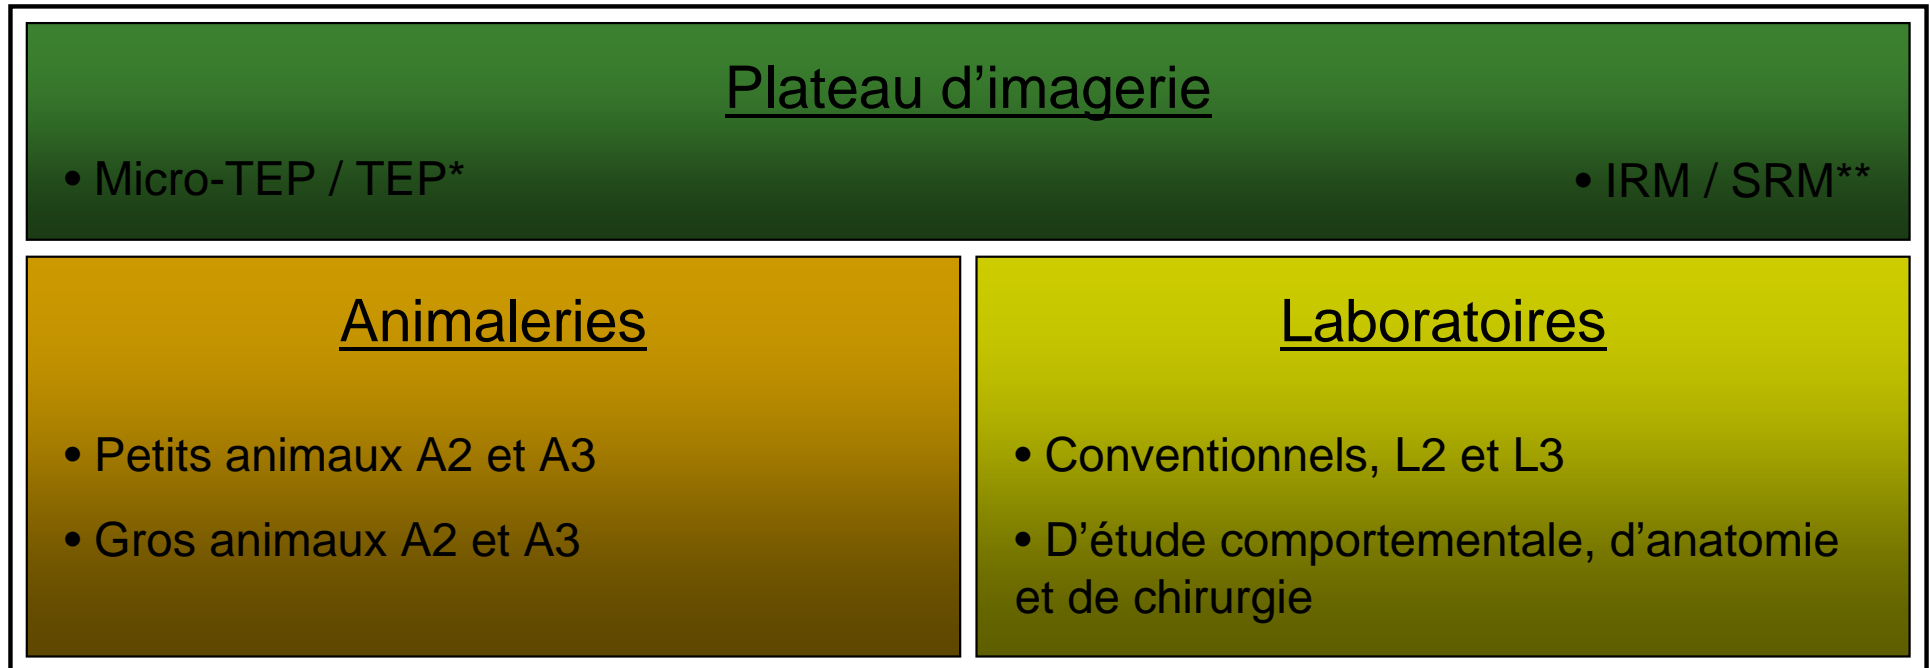 Plateau d’imagerie
• Micro-TEP / TEP*
• IRM / SRM**
Animaleries
• Petits animaux A2 et A3
• Gros animaux A2 et A3
Laboratoires
• Conventionnels, L2 et L3
• D’étude comportementale, d’anatomie
et de chirurgie